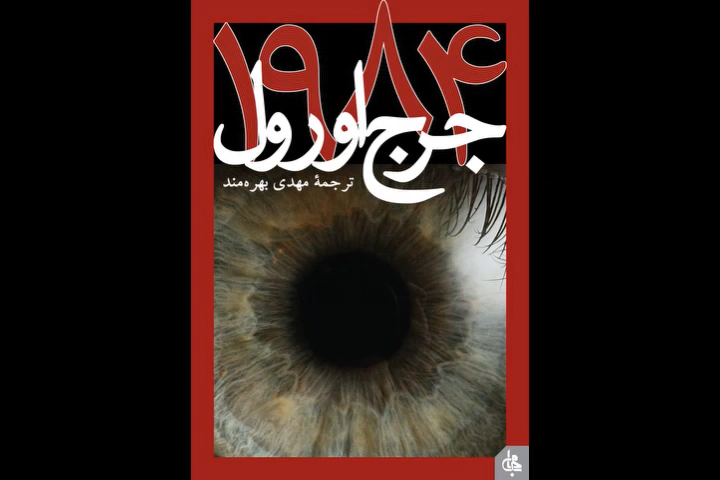 ۱۹۸۴
جرج اورول
ترجمهٔ مهدی بهره‌مند